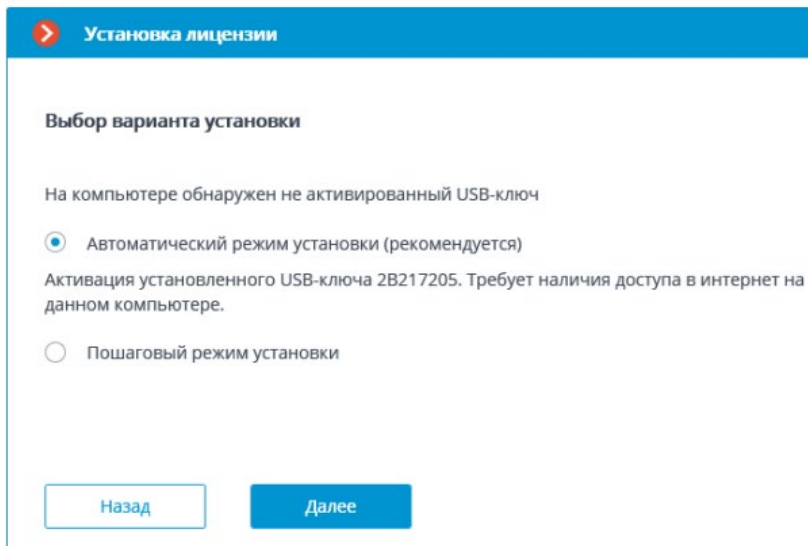 Установка лицензии
Выбор варианта установки
На компьютере обнаружен не активированный USB-ключ
Автоматический режим установки (рекомендуется)
Активация установленного USB-ключа 2B217205. Требует наличия доступа в интернет на
данном компьютере.
Пошаговый режим установки
Назад
Далее